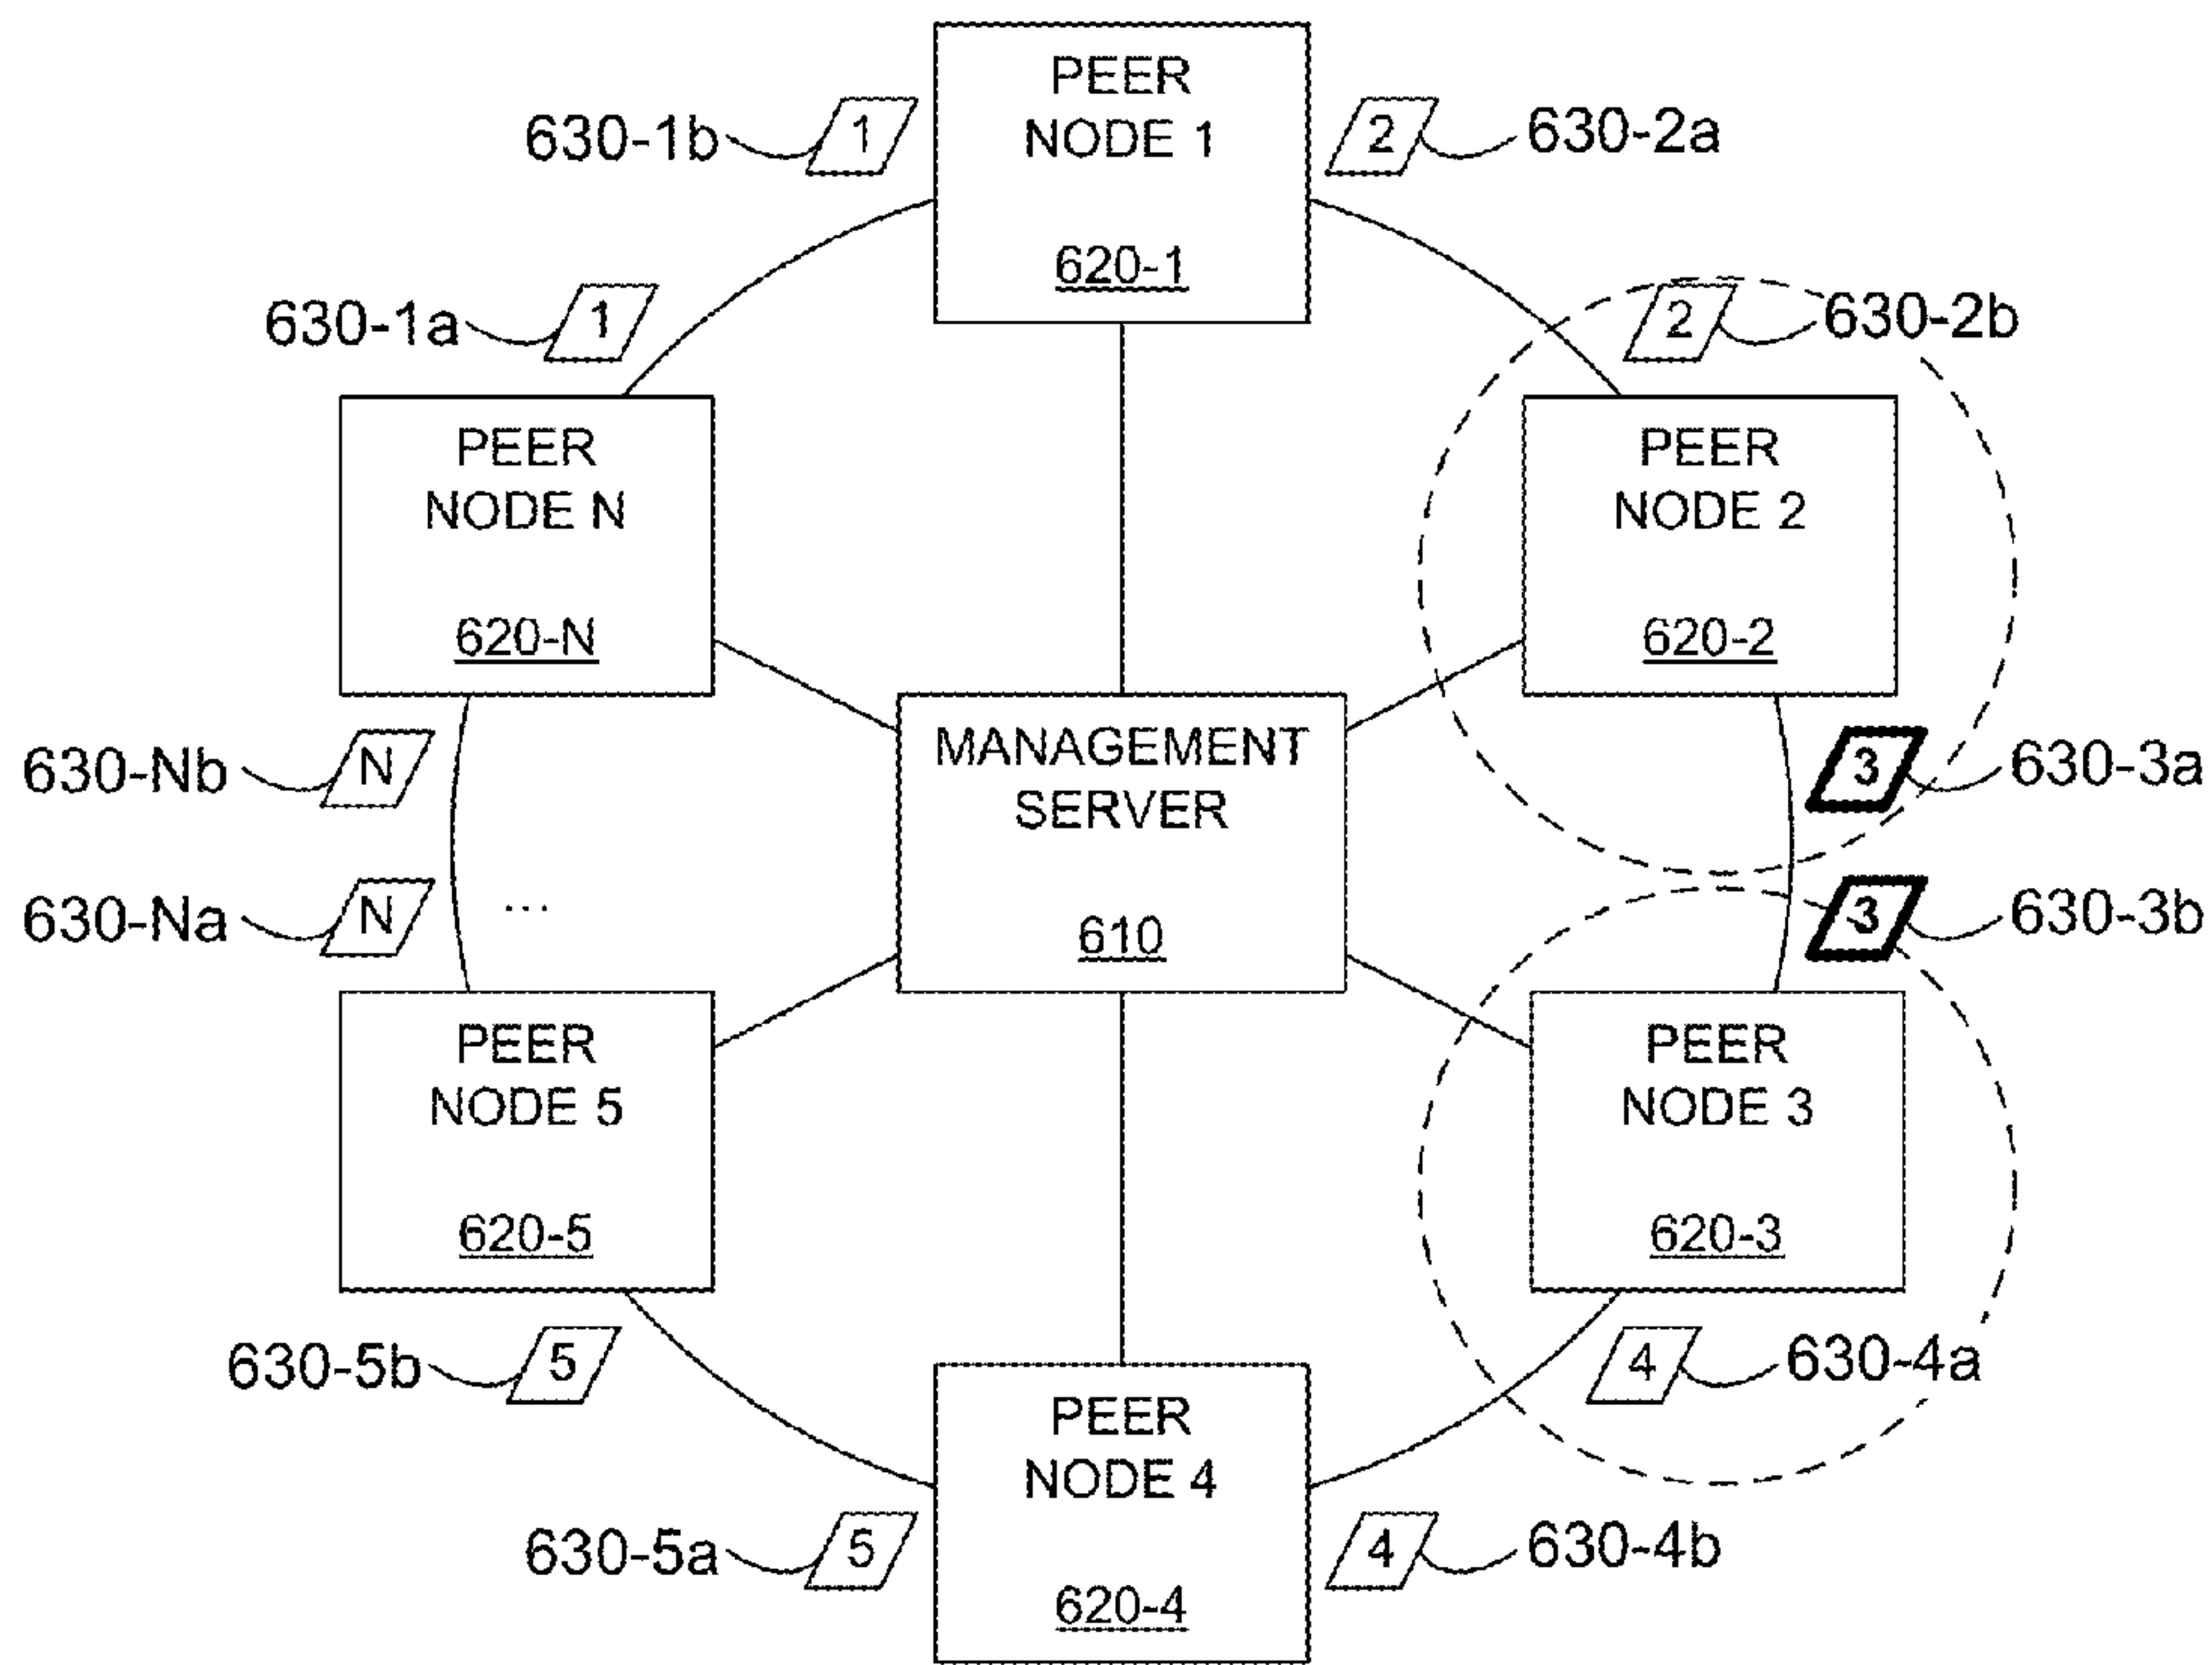 PEER
NODE 1
620-1
630-1b
1
2
630-2a
630-1a
1
2
630-2b
PEER
NODE N
620-N
PEER
NODE 2
620-2
630-Nb
N
MANAGEMENT
SERVER
610
3
630-3a
630-Na
N
...
3
630-3b
PEER
NODE 5
620-5
PEER
NODE 3
620-3
630-5b
5
4
630-4a
PEER
NODE 4
620-4
630-5a
5
4
630-4b